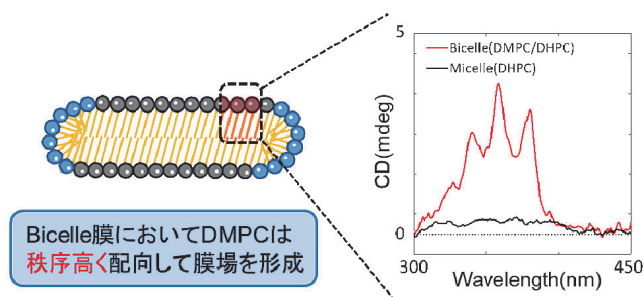 5
Bicelle(DMPC/DHPC)
Micelle(DHPC)
CD(mdeg)
0
300
450
Wavelength(nm)
Bicelle膜においてDMPCは
秩序高く配向して膜場を形成